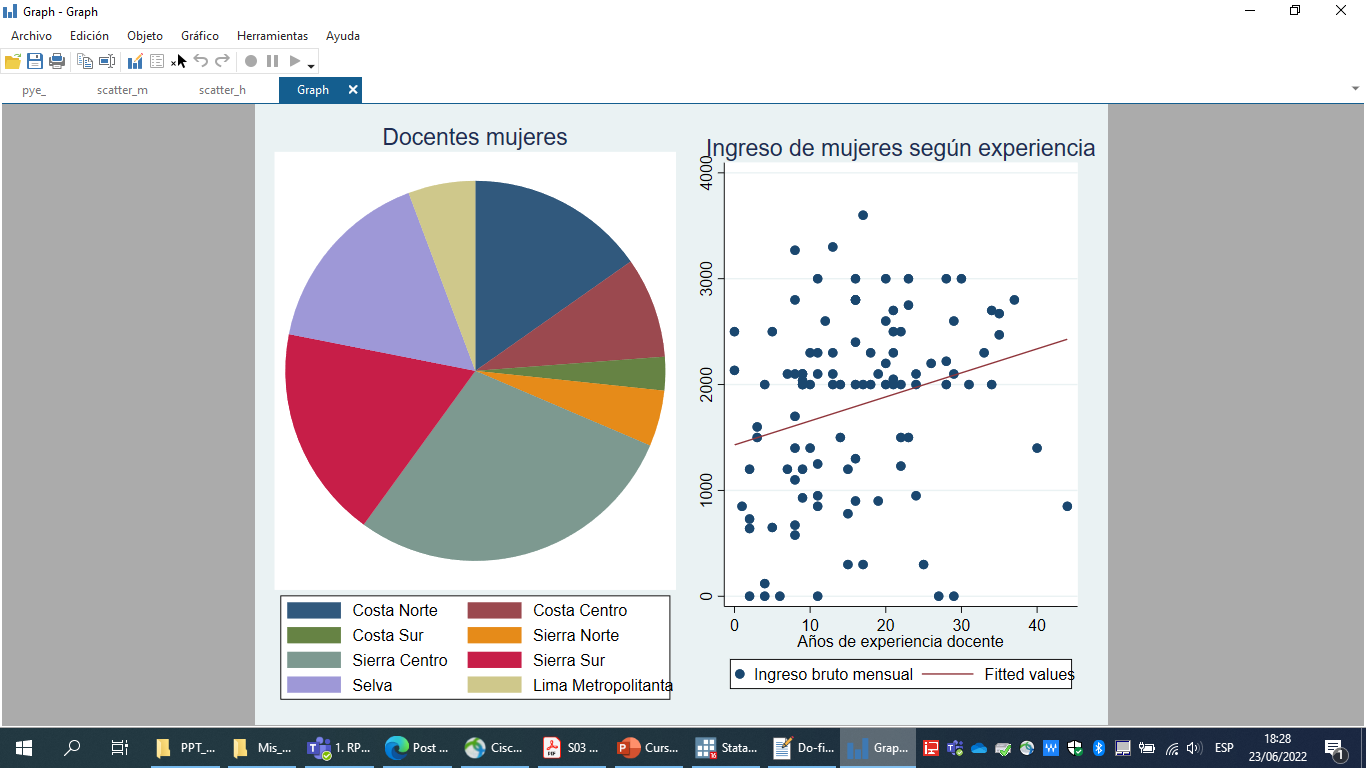 Graph - Graph
Archivo Edición Objeto Gráfico Herramientas Ayuda
pye_ scatter_m scatter_h Graph
Docentes mujeres
Costa Norte Costa Centro
Costa Sur Sierra Norte
Sierra Centro Sierra Sur
Selva Lima Metropolitanta
Ingreso de mujeres según experiencia
4000
3000
2000
1000
0
0 10 20 30 40
Años de experiencia docente
Ingreso bruto mensual Fitted values
PPT_... Mis_... 1. RP... Post ... Cisc... S03 ... Curs... Stata... Do-fi... Grap... ESP 18:28
23/06/2022
1